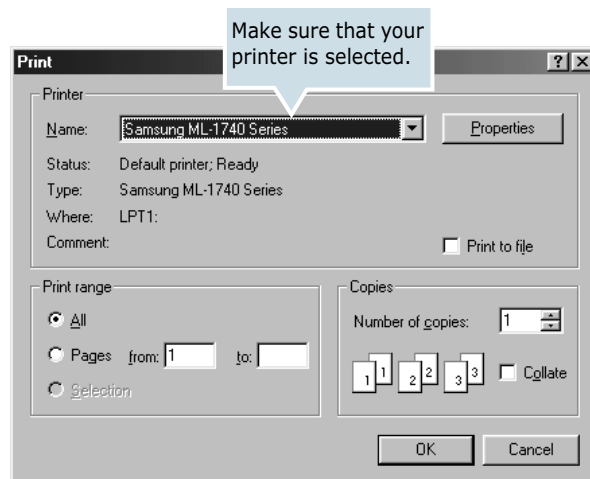 Make sure that your
printer is selected.
Print
Printer
Name: Samsung ML-1740 Series Properties
Status: Default printer; Ready
Type: Samsung ML-1740 Series
Where: LPT1:
Comment: Print to file
Print range
All
Pages from: 1 to:
Selection
Copies
Number of copies: 1
1 1 2 2 3 3 Collate
OK Cancel